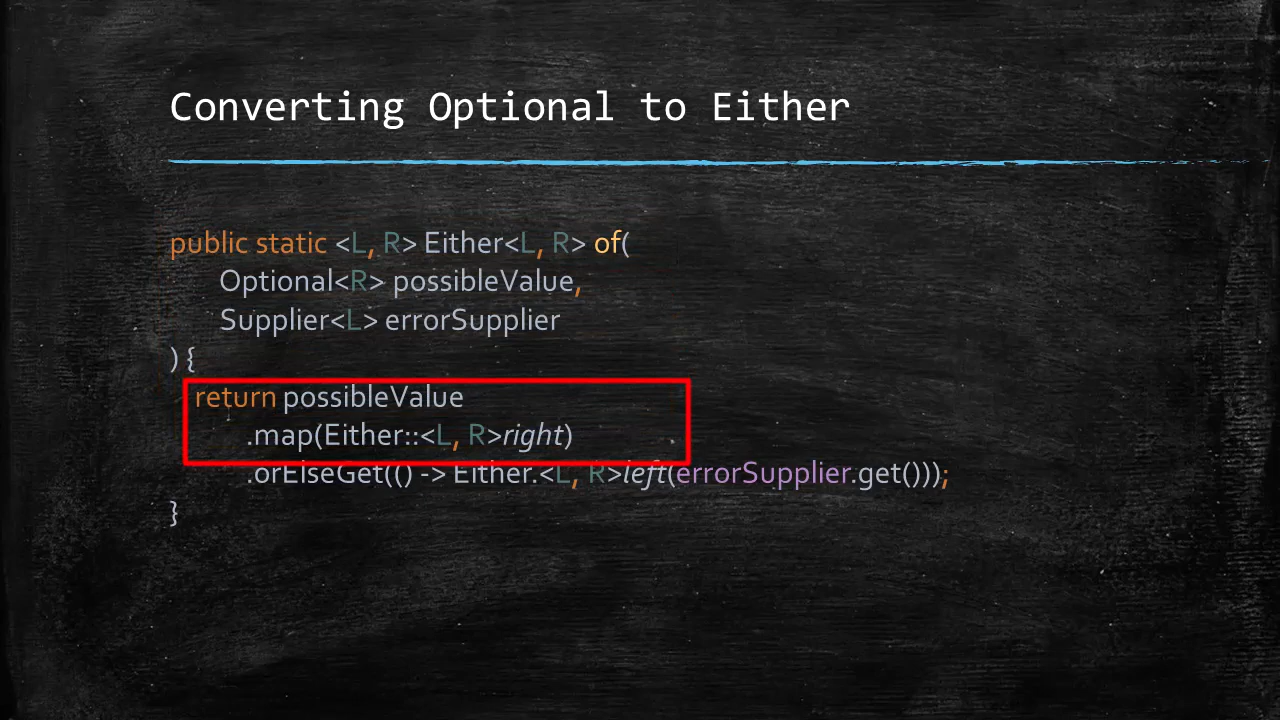 Converting Optional to Either
public static <L, R> Either<L, R> of(
Optional<R> possibleValue,
Supplier<L> errorSupplier
) {
return possibleValue
.map(Either::<L, R>right)
.orElseGet(() -> Either.<L, R>left(errorSupplier.get()));
}